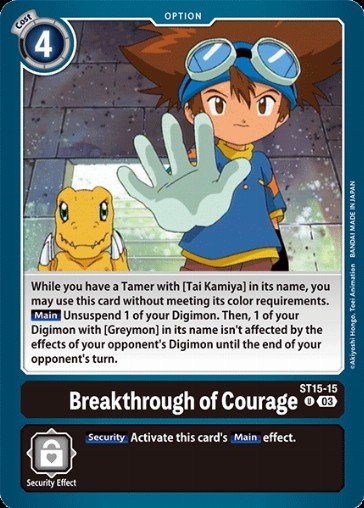 OPTION
Cost
4
While you have a Tamer with [Tai Kamiya] in its name, you
may use this card without meeting its color requirements.
Main Unsuspend 1 of your Digimon. Then, 1 of your
Digimon with [Greymon] in its name isn't affected by the
effects of your opponent's Digimon until the end of your
opponent's turn.
©Akiyoshi Hongo, Toei Animation BANDAI MADE IN JAPAN
ST15-15
Breakthrough of Courage U 03
Security Activate this card's Main effect.
Security Effect